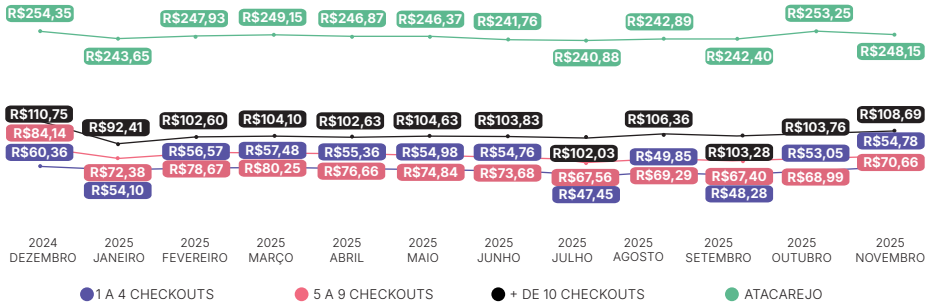 R$254,35
R$243,65
R$247,93
R$249,15
R$246,87
R$246,37
R$241,76
R$240,88
R$242,89
R$242,40
R$253,25
R$248,15
R$110,75
R$92,41
R$102,60
R$104,10
R$102,63
R$104,63
R$103,83
R$102,03
R$106,36
R$103,28
R$103,76
R$108,69
R$84,14
R$60,36
R$72,38
R$54,10
R$56,57
R$78,67
R$57,48
R$80,25
R$55,36
R$76,66
R$54,98
R$74,84
R$54,76
R$73,68
R$67,56
R$47,45
R$49,85
R$69,29
R$67,40
R$48,28
R$53,05
R$68,99
R$54,78
R$70,66
2024
DEZEMBRO
2025
JANEIRO
2025
FEVEREIRO
2025
MARÇO
2025
ABRIL
2025
MAIO
2025
JUNHO
2025
JULHO
2025
AGOSTO
2025
SETEMBRO
2025
OUTUBRO
2025
NOVEMBRO
1 A 4 CHECKOUTS
5 A 9 CHECKOUTS
+ DE 10 CHECKOUTS
ATACAREJO